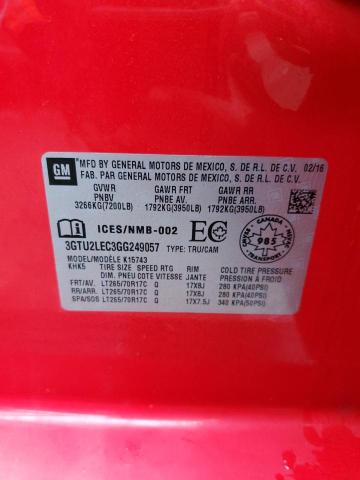 GM
MFD BY GENERAL MOTORS DE MEXICO, S. DE R.L. DE C.V. 02/16
FAB. PAR GENERAL MOTORS DE MEXICO, S. DE R.L. DE C.V.
GVWR GAWR FRT GAWR RR
PNBV PNBE AV. PNBE ARR.
3266KG(7200LB) 1792KG(3950LB) 1792KG(3950LB)
ICES/NMB-002 EC
CANADA 985
3GTU2LEC3GG249057 TYPE: TRU/CAM
MODEL/MODÈLE K15743
KHK5 TIRE SIZE SPEED RTG RIM COLD TIRE PRESSURE
DIM. PNEU COTE VITESSE JANTE PRESSION A FROID
FRT/AV. LT265/70R17C 17X8J 280 KPA(40PSI)
RR/ARR. LT265/70R17C 17X8J 280 KPA(40PSI)
SPA/SOS LT265/70R17C 17X7.5J 340 KPA(50PSI)